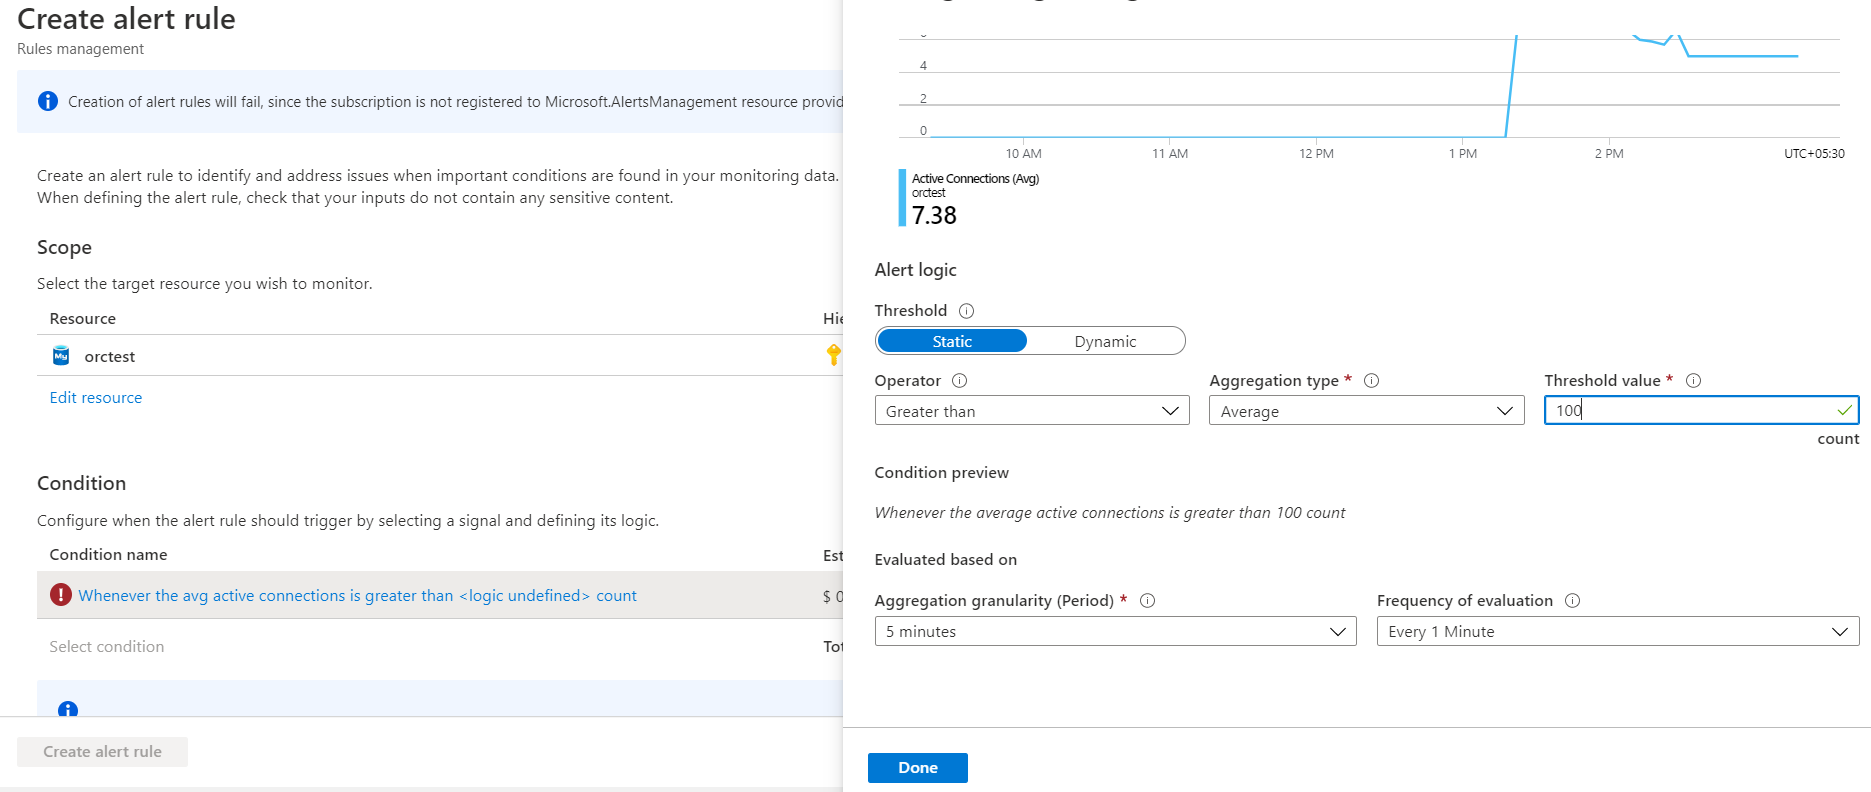 Create alert rule
Rules management
Creation of alert rules will fail, since the subscription is not registered to Microsoft.AlertsManagement resource
Create an alert rule to identify and address issues when important conditions are found in your monitoring data.
When defining the alert rule, check that your inputs do not contain any sensitive content.
Scope
Select the target resource you wish to monitor.
Resource
My
orctest
Edit resource
Condition
Configure when the alert rule should trigger by selecting a signal and defining its logic.
Condition name
Whenever the avg active connections is greater than <logic undefined> count
$ 0
Select condition
Create alert rule
4
2
0
10 AM 11 AM 12 PM 1 PM 2 PM UTC+05:30
Active Connections (Avg)
orctest
7.38
Alert logic
Threshold
Static Dynamic
Operator Aggregation type * Threshold value *
Greater than Average 100
count
Condition preview
Whenever the average active connections is greater than 100 count
Evaluated based on
Aggregation granularity (Period) * Frequency of evaluation
5 minutes Every 1 Minute
Done